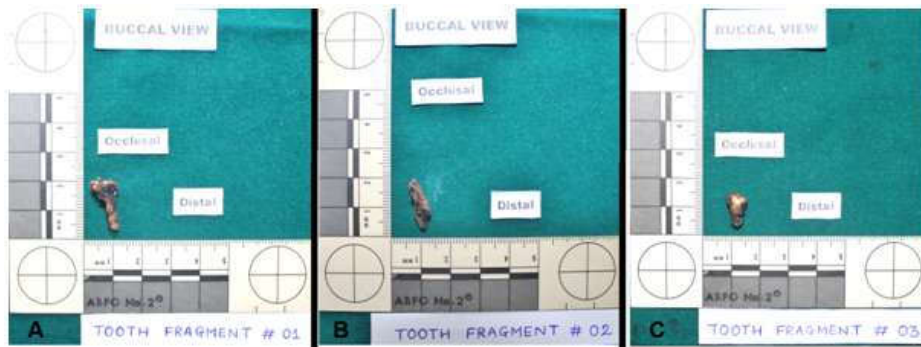 BUCCAL VIEW
Occlusal
Distal
ABFO No. 2
A
TOOTH FRAGMENT # 01
BUCCAL VIEW
Occlusal
Distal
ABFO No. 2
B
TOOTH FRAGMENT # 02
BUCCAL VIEW
Occlusal
Distal
ABFO No. 2
C
TOOTH FRAGMENT # 03